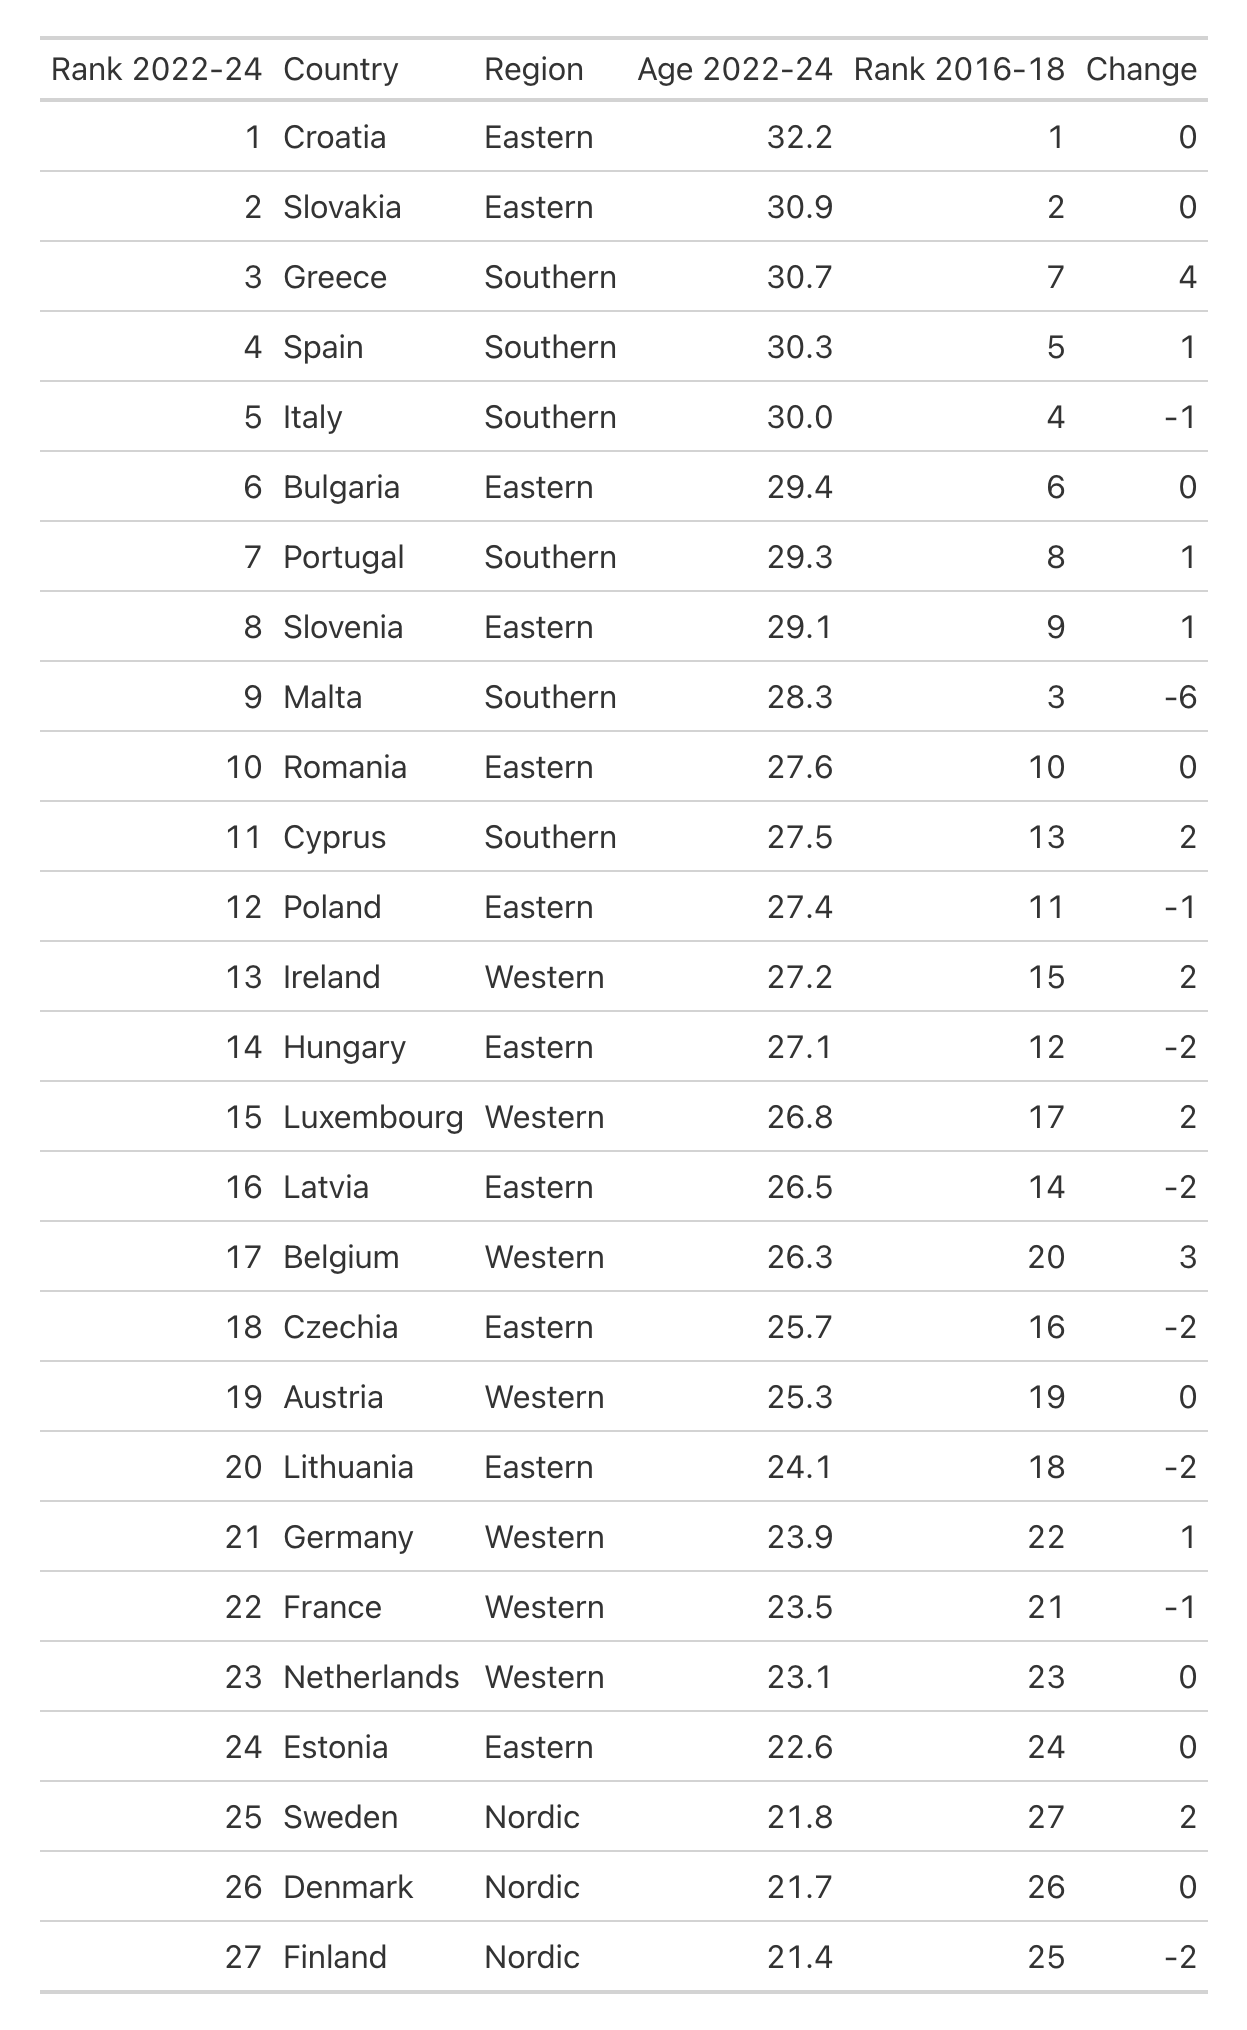 Rank 2022-24 Country Region Age 2022-24 Rank 2016-18 Change
1 Croatia Eastern 32.2 1 0
2 Slovakia Eastern 30.9 2 0
3 Greece Southern 30.7 7 4
4 Spain Southern 30.3 5 1
5 Italy Southern 30.0 4 -1
6 Bulgaria Eastern 29.4 6 0
7 Portugal Southern 29.3 8 1
8 Slovenia Eastern 29.1 9 1
9 Malta Southern 28.3 3 -6
10 Romania Eastern 27.6 10 0
11 Cyprus Southern 27.5 13 2
12 Poland Eastern 27.4 11 -1
13 Ireland Western 27.2 15 2
14 Hungary Eastern 27.1 12 -2
15 Luxembourg Western 26.8 17 2
16 Latvia Eastern 26.5 14 -2
17 Belgium Western 26.3 20 3
18 Czechia Eastern 25.7 16 -2
19 Austria Western 25.3 19 0
20 Lithuania Eastern 24.1 18 -2
21 Germany Western 23.9 22 1
22 France Western 23.5 21 -1
23 Netherlands Western 23.1 23 0
24 Estonia Eastern 22.6 24 0
25 Sweden Nordic 21.8 27 2
26 Denmark Nordic 21.7 26 0
27 Finland Nordic 21.4 25 -2